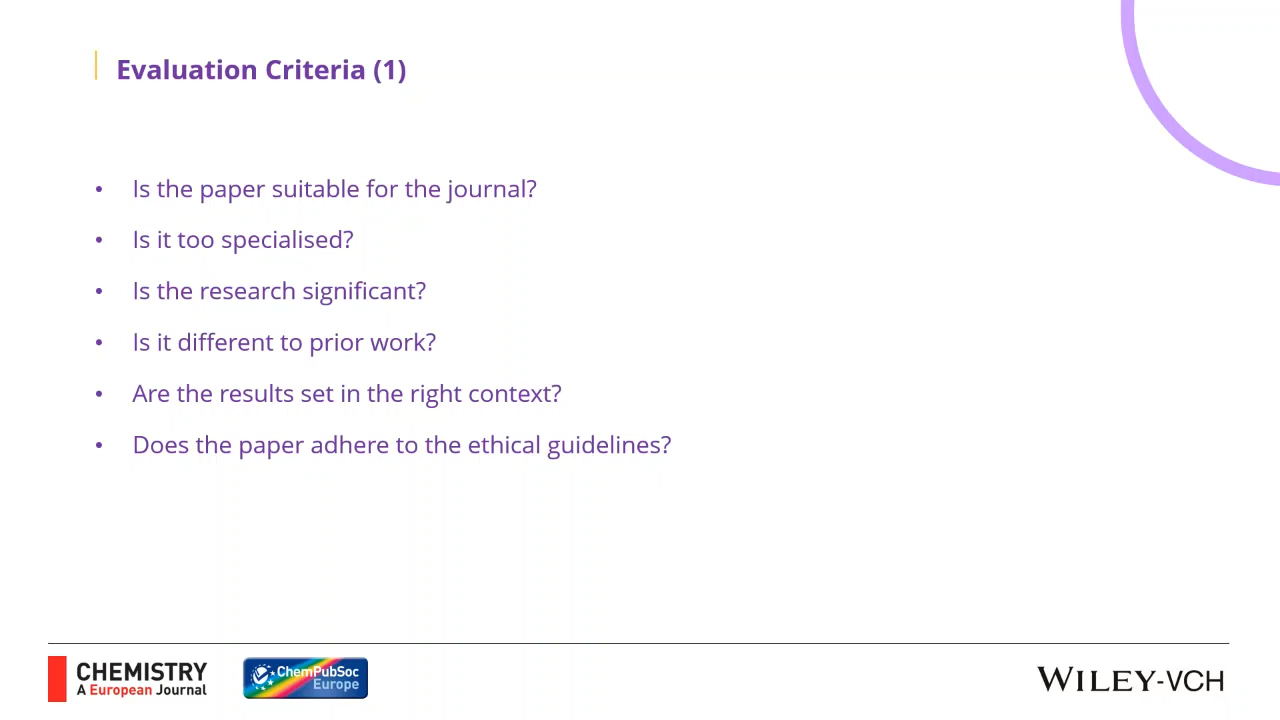 Evaluation Criteria (1)
• Is the paper suitable for the journal?
• Is it too specialised?
• Is the research significant?
• Is it different to prior work?
• Are the results set in the right context?
• Does the paper adhere to the ethical guidelines?
CHEMISTRY
A European Journal
ChemPubSoc
Europe
WILEY-VCH